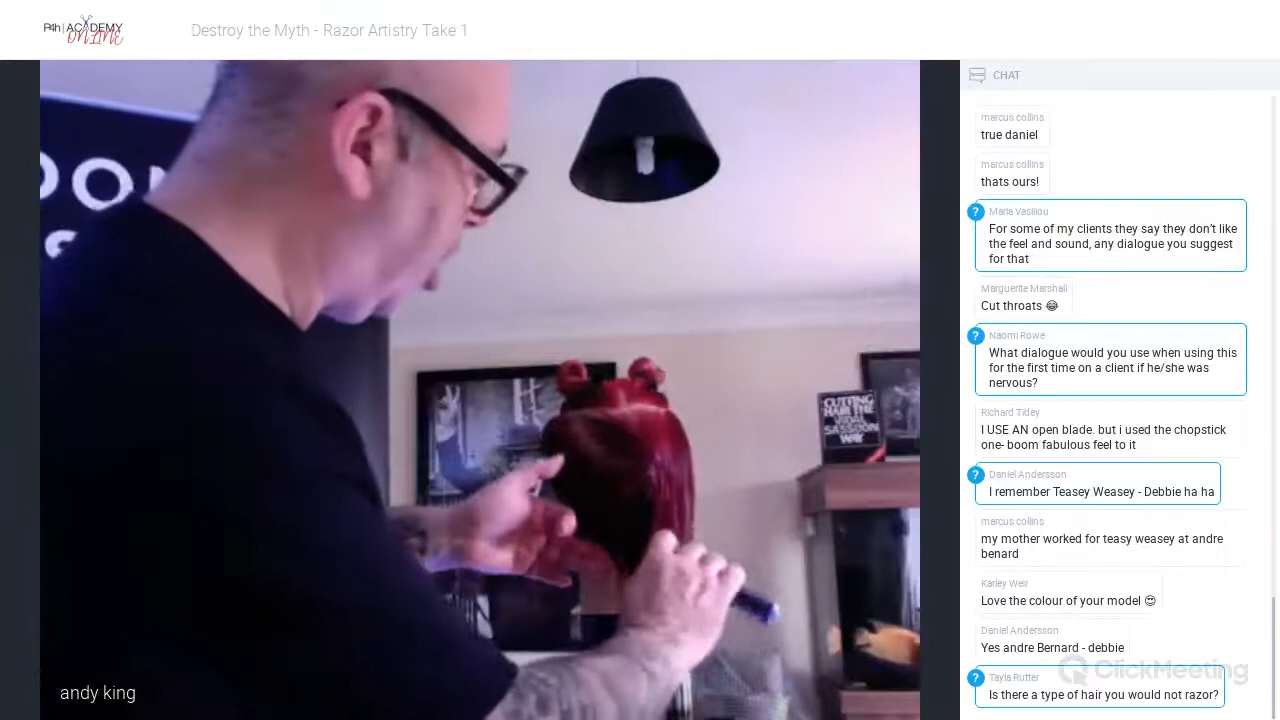 P4h | ACADEMY
ONLINE
Destroy the Myth - Razor Artistry Take 1
CHAT
marcus collins
true daniel
marcus collins
thats ours!
Maria Vasiliou
For some of my clients they say they don't like
the feel and sound, any dialogue you suggest
for that
Marguerite Marshall
Cut throats 😂
Naomi Rowe
What dialogue would you use when using this
for the first time on a client if he/she was
nervous?
Richard Tidey
I USE AN open blade. but i used the chopstick
one- boom fabulous feel to it
Daniel Andersson
I remember Teasey Weasey - Debbie ha ha
marcus collins
my mother worked for teasy weasey at andre
benard
Karley Weir
Love the colour of your model 😍
Daniel Andersson
Yes andre Bernard - debbie
Tayla Rutter
Is there a type of hair you would not razor?
ClickMeeting
CUTTING
HAIR THE
VIDAL
SASSOON
WAY
andy king